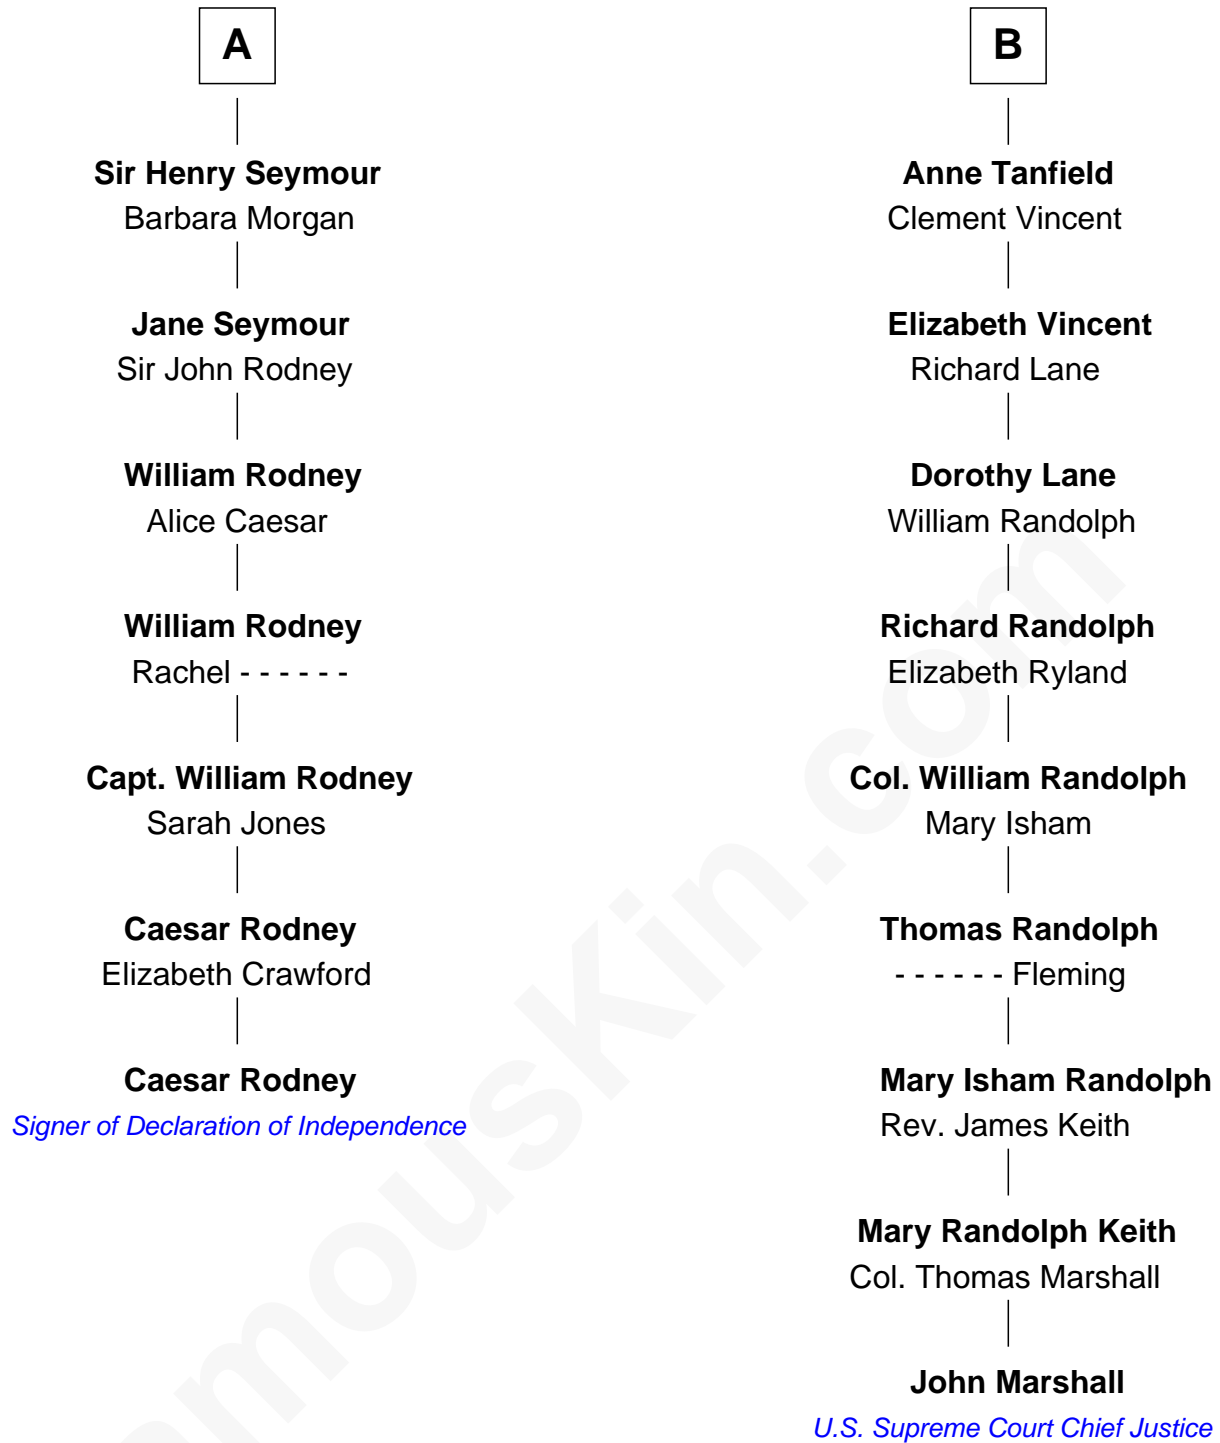 A
Sir Henry Seymour
Barbara Morgan
Jane Seymour
Sir John Rodney
William Rodney
Alice Caesar
William Rodney
Rachel - - - - - -
Capt. William Rodney
Sarah Jones
Caesar Rodney
Elizabeth Crawford
Caesar Rodney
Signer of Declaration of Independence
B
Anne Tanfield
Clement Vincent
Elizabeth Vincent
Richard Lane
Dorothy Lane
William Randolph
Richard Randolph
Elizabeth Ryland
Col. William Randolph
Mary Isham
Thomas Randolph
- - - - - - Fleming
Mary Isham Randolph
Rev. James Keith
Mary Randolph Keith
Col. Thomas Marshall
John Marshall
U.S. Supreme Court Chief Justice
amouskin.com